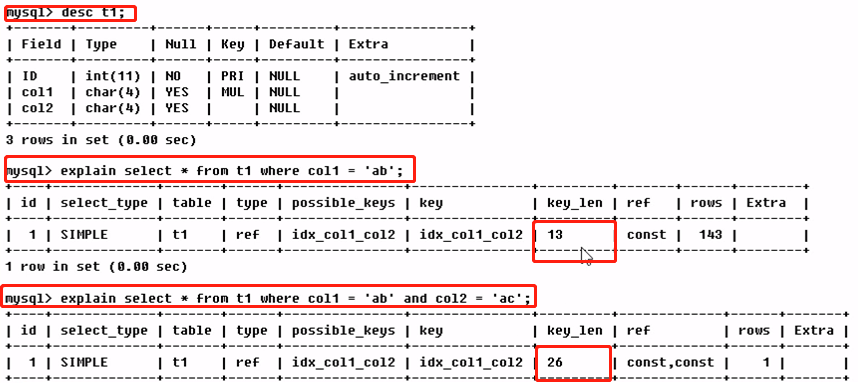 mysql> desc t1;
+-------+---------+------+-----+---------+----------------+
| Field | Type | Null | Key | Default | Extra |
+-------+---------+------+-----+---------+----------------+
| ID | int(11) | NO | PRI | NULL | auto_increment |
| col1 | char(4) | YES | MUL | NULL | |
| col2 | char(4) | YES | | NULL | |
+-------+---------+------+-----+---------+----------------+
3 rows in set (0.00 sec)
mysql> explain select * from t1 where col1 = 'ab';
+----+-------------+-------+------+---------------+---------------+---------+-------+------+-------+
| id | select_type | table | type | possible_keys | key | key_len | ref | rows | Extra |
+----+-------------+-------+------+---------------+---------------+---------+-------+------+-------+
| 1 | SIMPLE | t1 | ref | idx_col1_col2 | idx_col1_col2 | 13 | const | 143 | |
+----+-------------+-------+------+---------------+---------------+---------+-------+------+-------+
1 row in set (0.00 sec)
mysql> explain select * from t1 where col1 = 'ab' and col2 = 'ac';
+----+-------------+-------+------+---------------+---------------+---------+-------------+------+-------+
| id | select_type | table | type | possible_keys | key | key_len | ref | rows | Extra |
+----+-------------+-------+------+---------------+---------------+---------+-------------+------+-------+
| 1 | SIMPLE | t1 | ref | idx_col1_col2 | idx_col1_col2 | 26 | const,const | 1 | |
+----+-------------+-------+------+---------------+---------------+---------+-------------+------+-------+